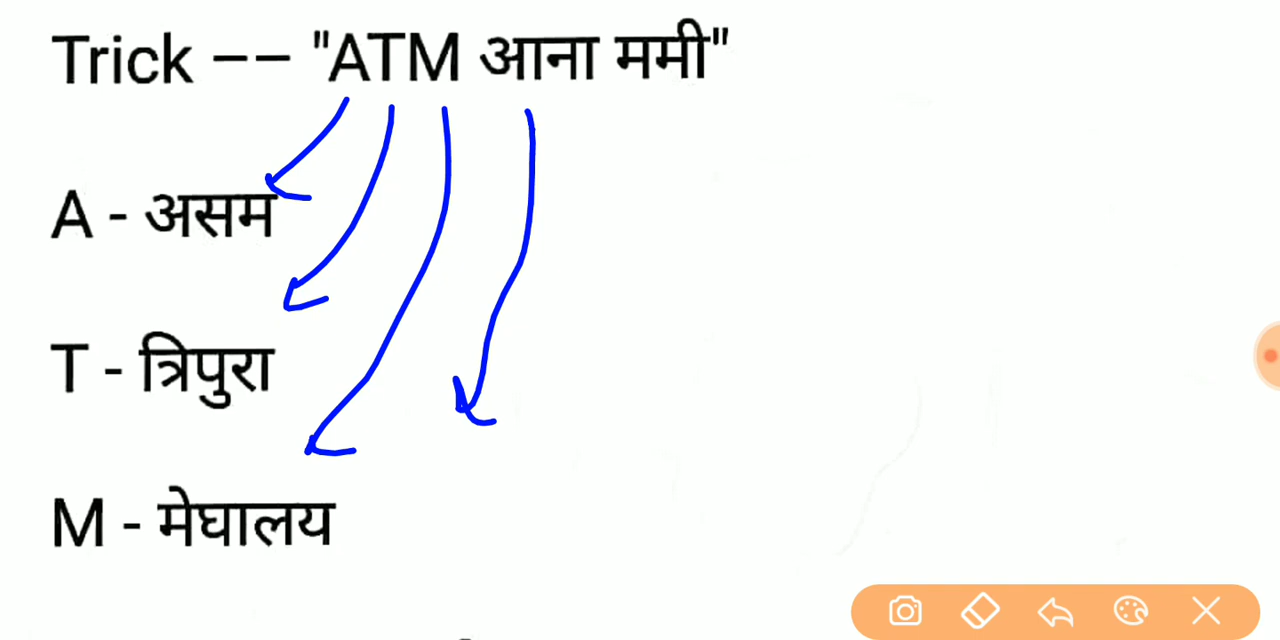 Trick –– "ATM आना ममी"
A - असम
T - त्रिपुरा
M - मेघालय